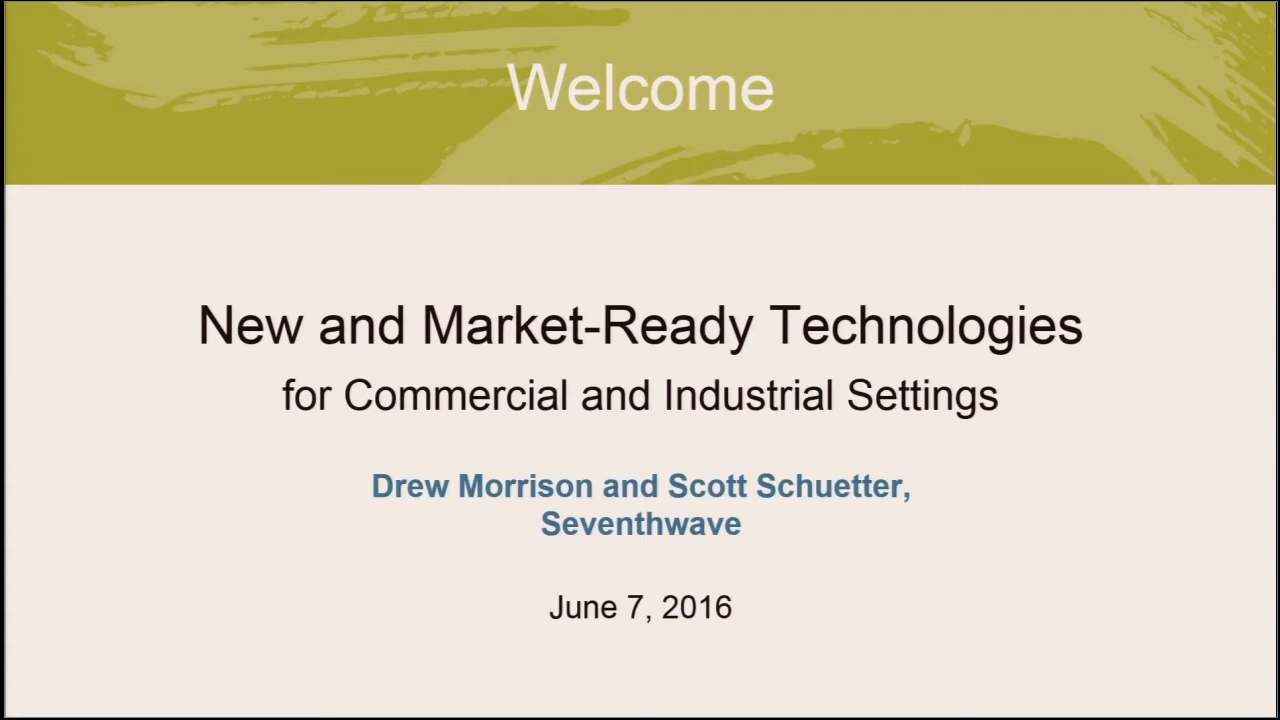 Welcome
New and Market-Ready Technologies
for Commercial and Industrial Settings
Drew Morrison and Scott Schuetter,
Seventhwave
June 7, 2016